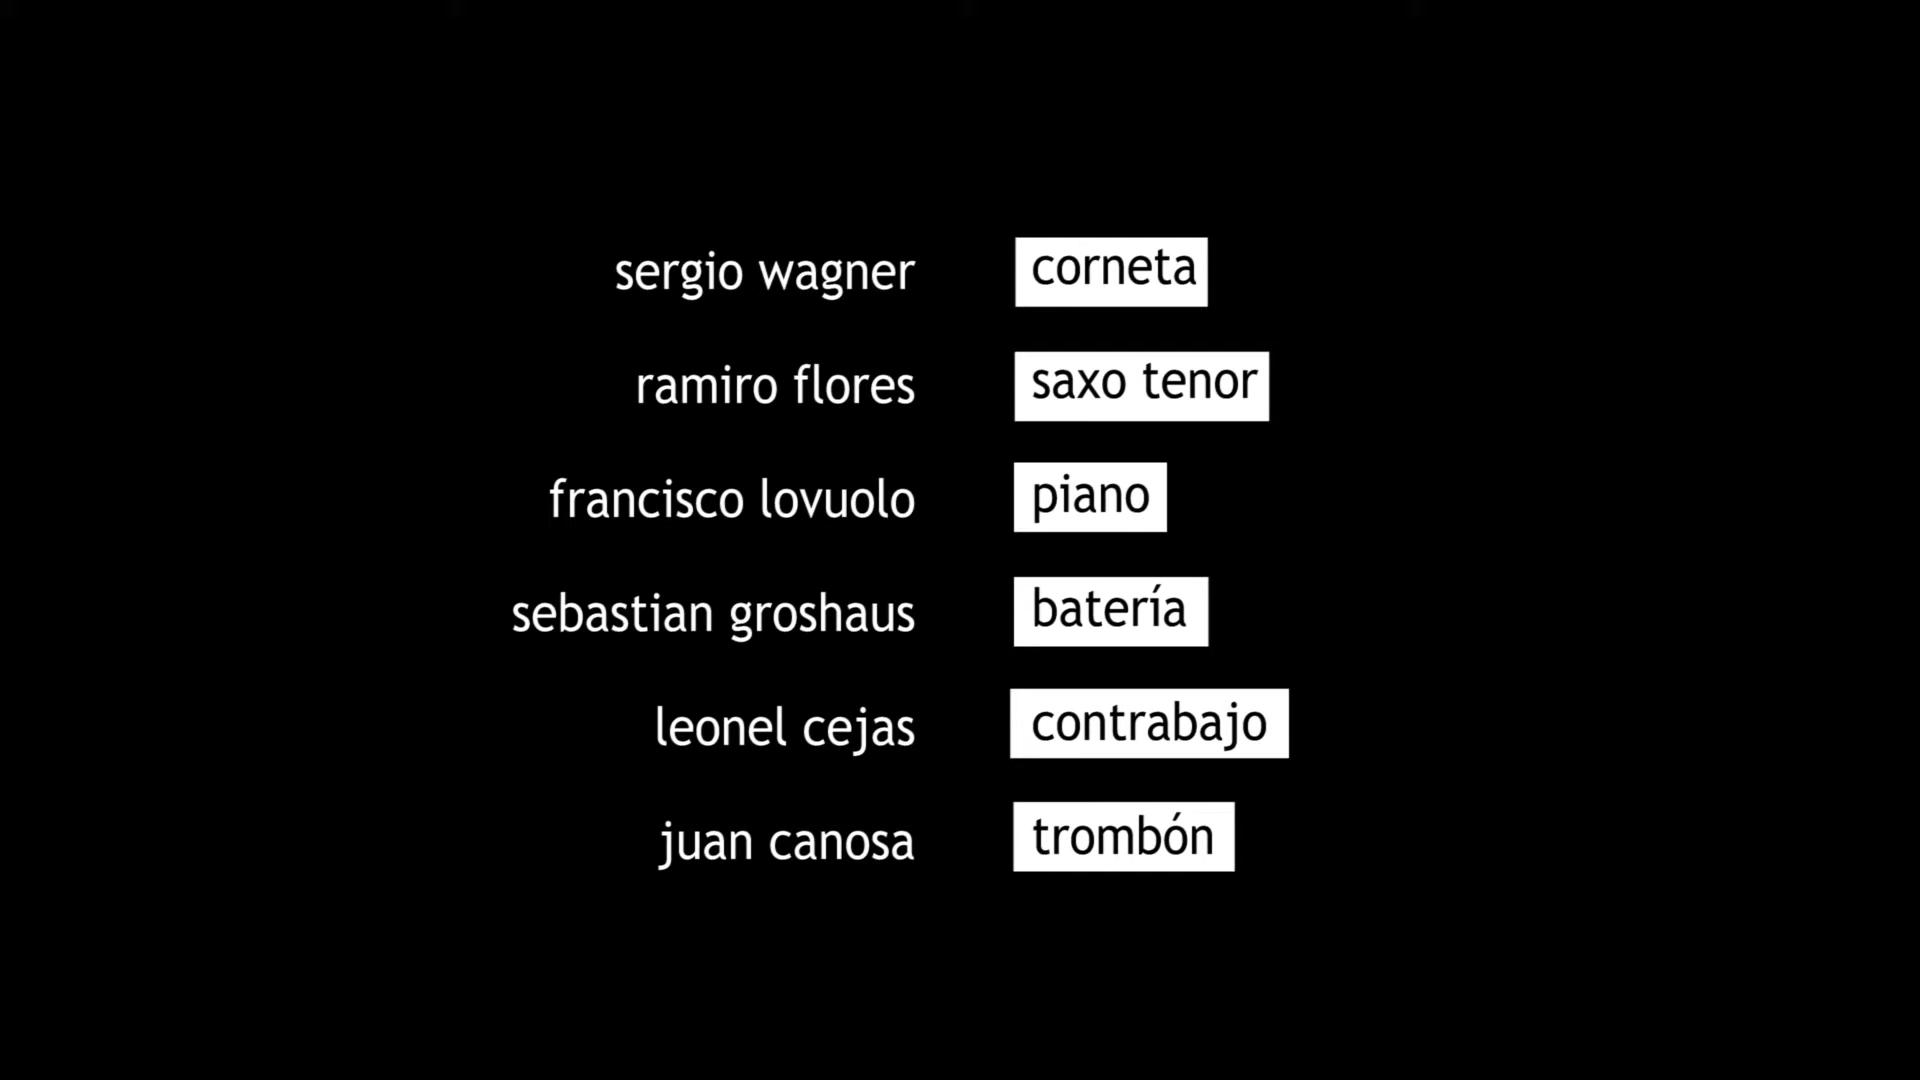 sergio wagner corneta
ramiro flores saxo tenor
francisco lovuolo piano
sebastian groshaus batería
leonel cejas contrabajo
juan canosa trombón